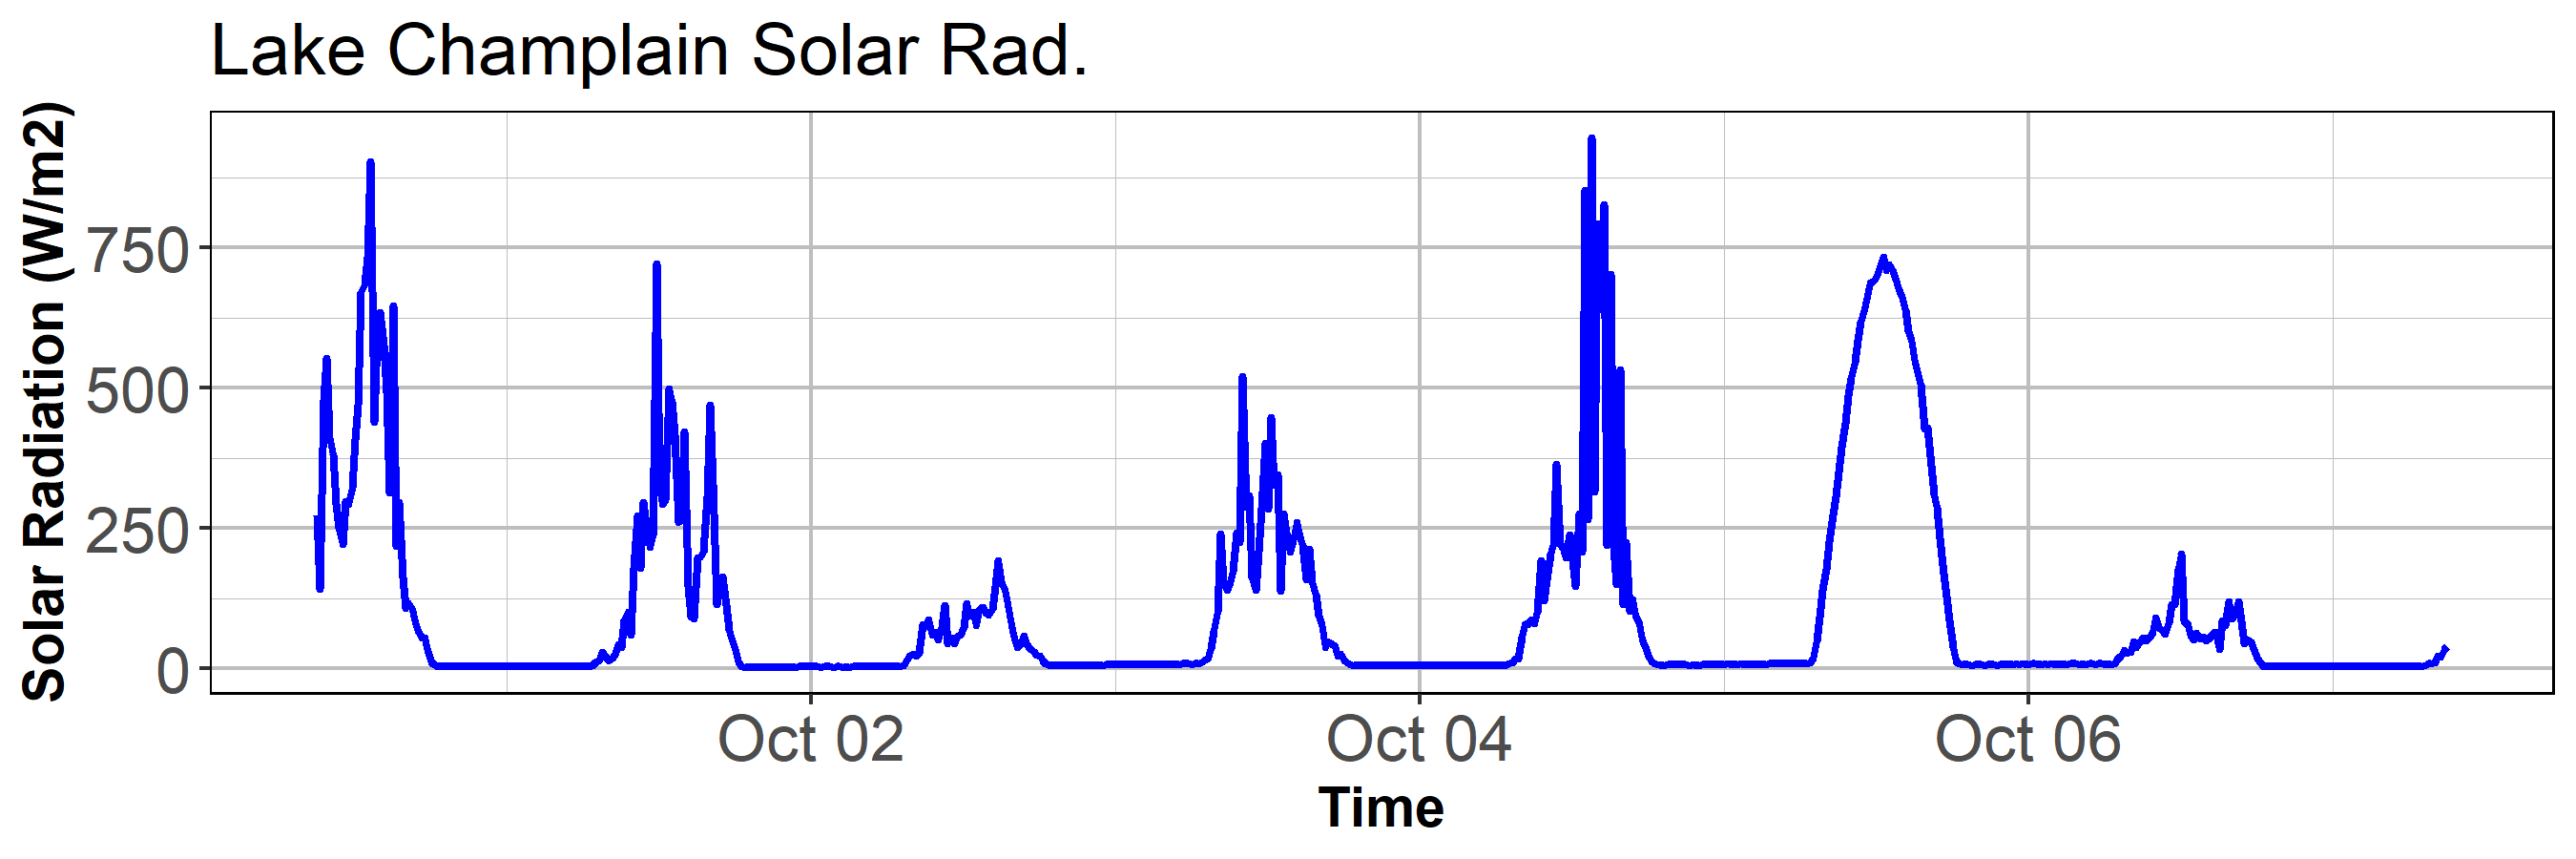 Lake Champlain Solar Rad.
Solar Radiation (W/m2)
750
500
250
0
Oct 02 Oct 04 Oct 06
Time